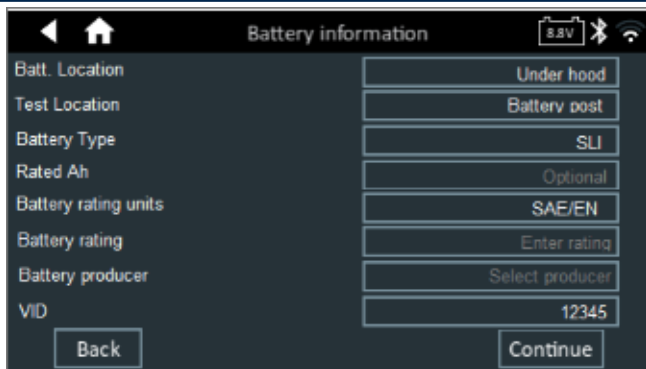 Battery information 8.8V
Batt. Location Under hood
Test Location Battery post
Battery Type SLI
Rated Ah Optional
Battery rating units SAE/EN
Battery rating Enter rating
Battery producer Select producer
VID 12345
Back Continue